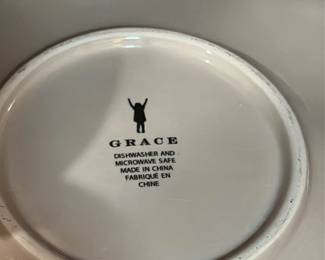 GRACE
DISHWASHER AND
MICROWAVE SAFE
MADE IN CHINA
FABRIQUE EN
CHINE